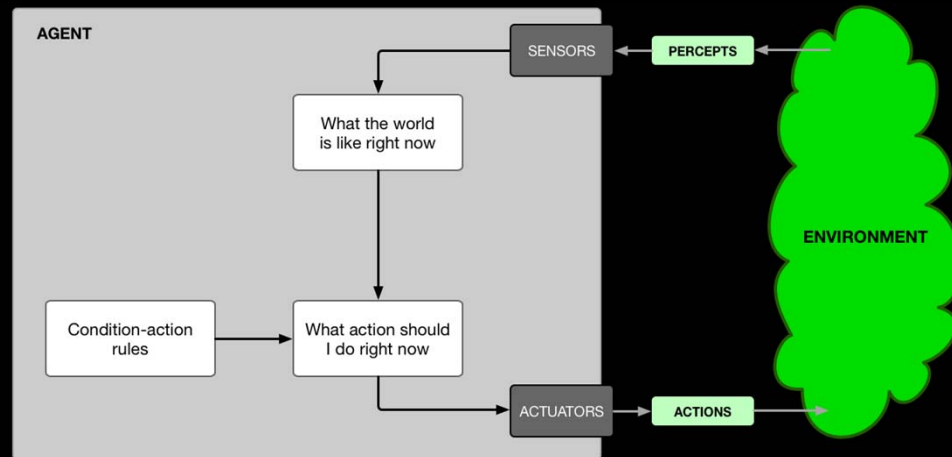 AGENT
SENSORS
PERCEPTS
What the world
is like right now
ENVIRONMENT
Condition-action
rules
What action should
I do right now
ACTUATORS
ACTIONS